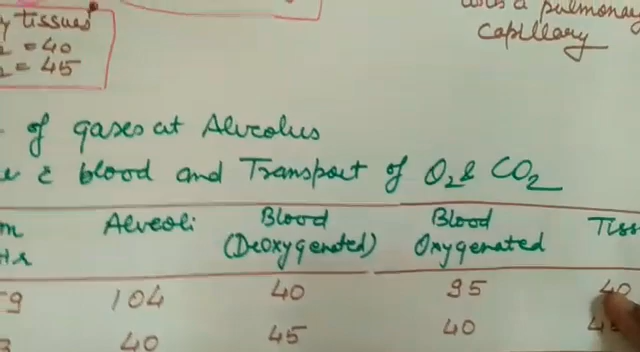 tissues
= 40
= 45
a pulmonary
capillary
of gases at Alveolus
c blood and Transport of O₂ & CO₂
Alveoli Blood Blood
(Deoxygenated) Oxygenated
104 40 95 40
40 45 40